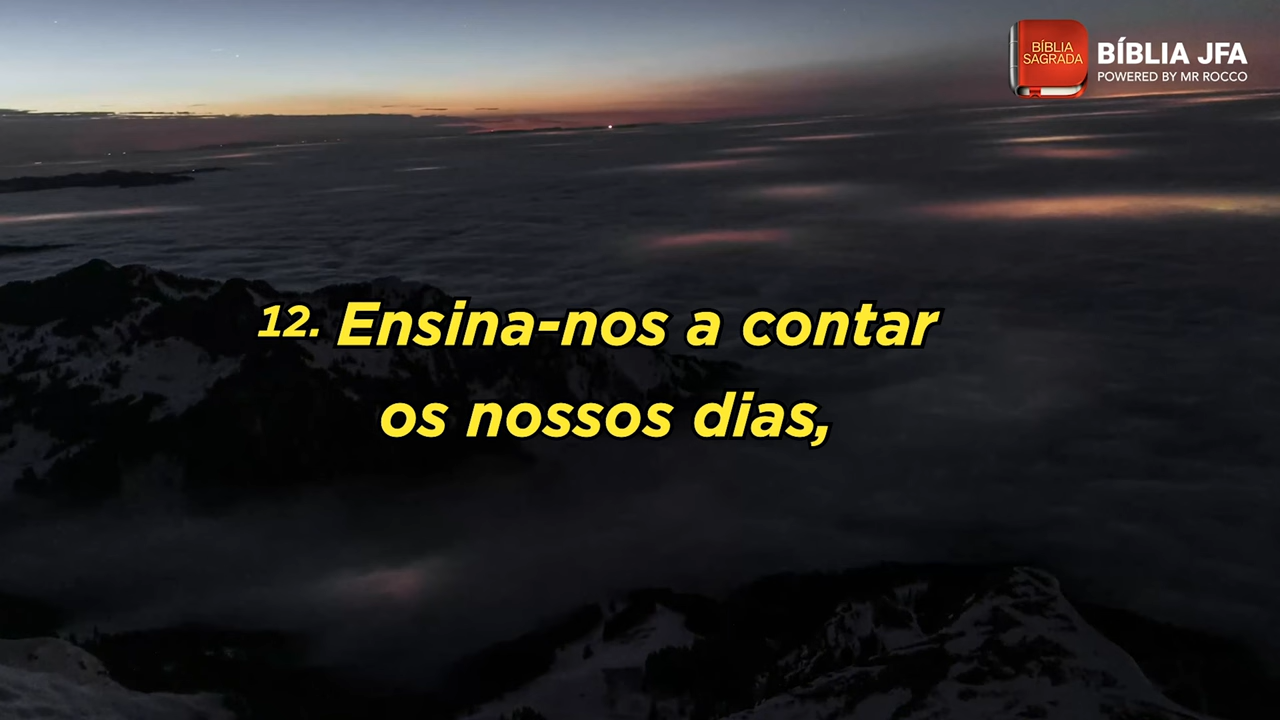 BÍBLIA
SAGRADA
BÍBLIA JFA
POWERED BY MR ROCCO
12. Ensina-nos a contar
os nossos dias,